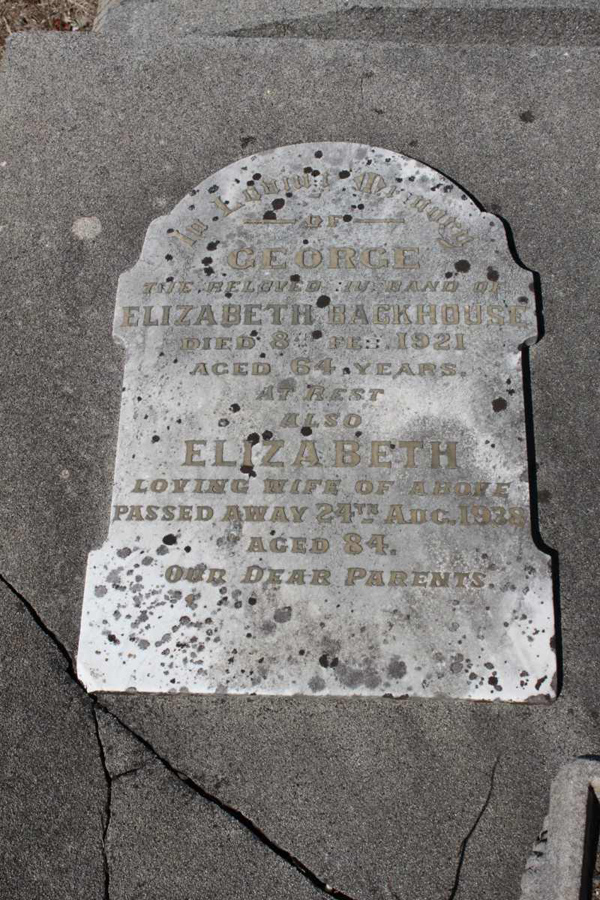 In Loving Memory
OF
GEORGE
THE BELOVED HUSBAND OF
ELIZABETH BACKHOUSE
DIED 8TH FEB. 1921
AGED 64 YEARS.
AT REST
ALSO
ELIZABETH
LOVING WIFE OF ABOVE
PASSED AWAY 24TH AUG. 1938
AGED 84.
OUR DEAR PARENTS